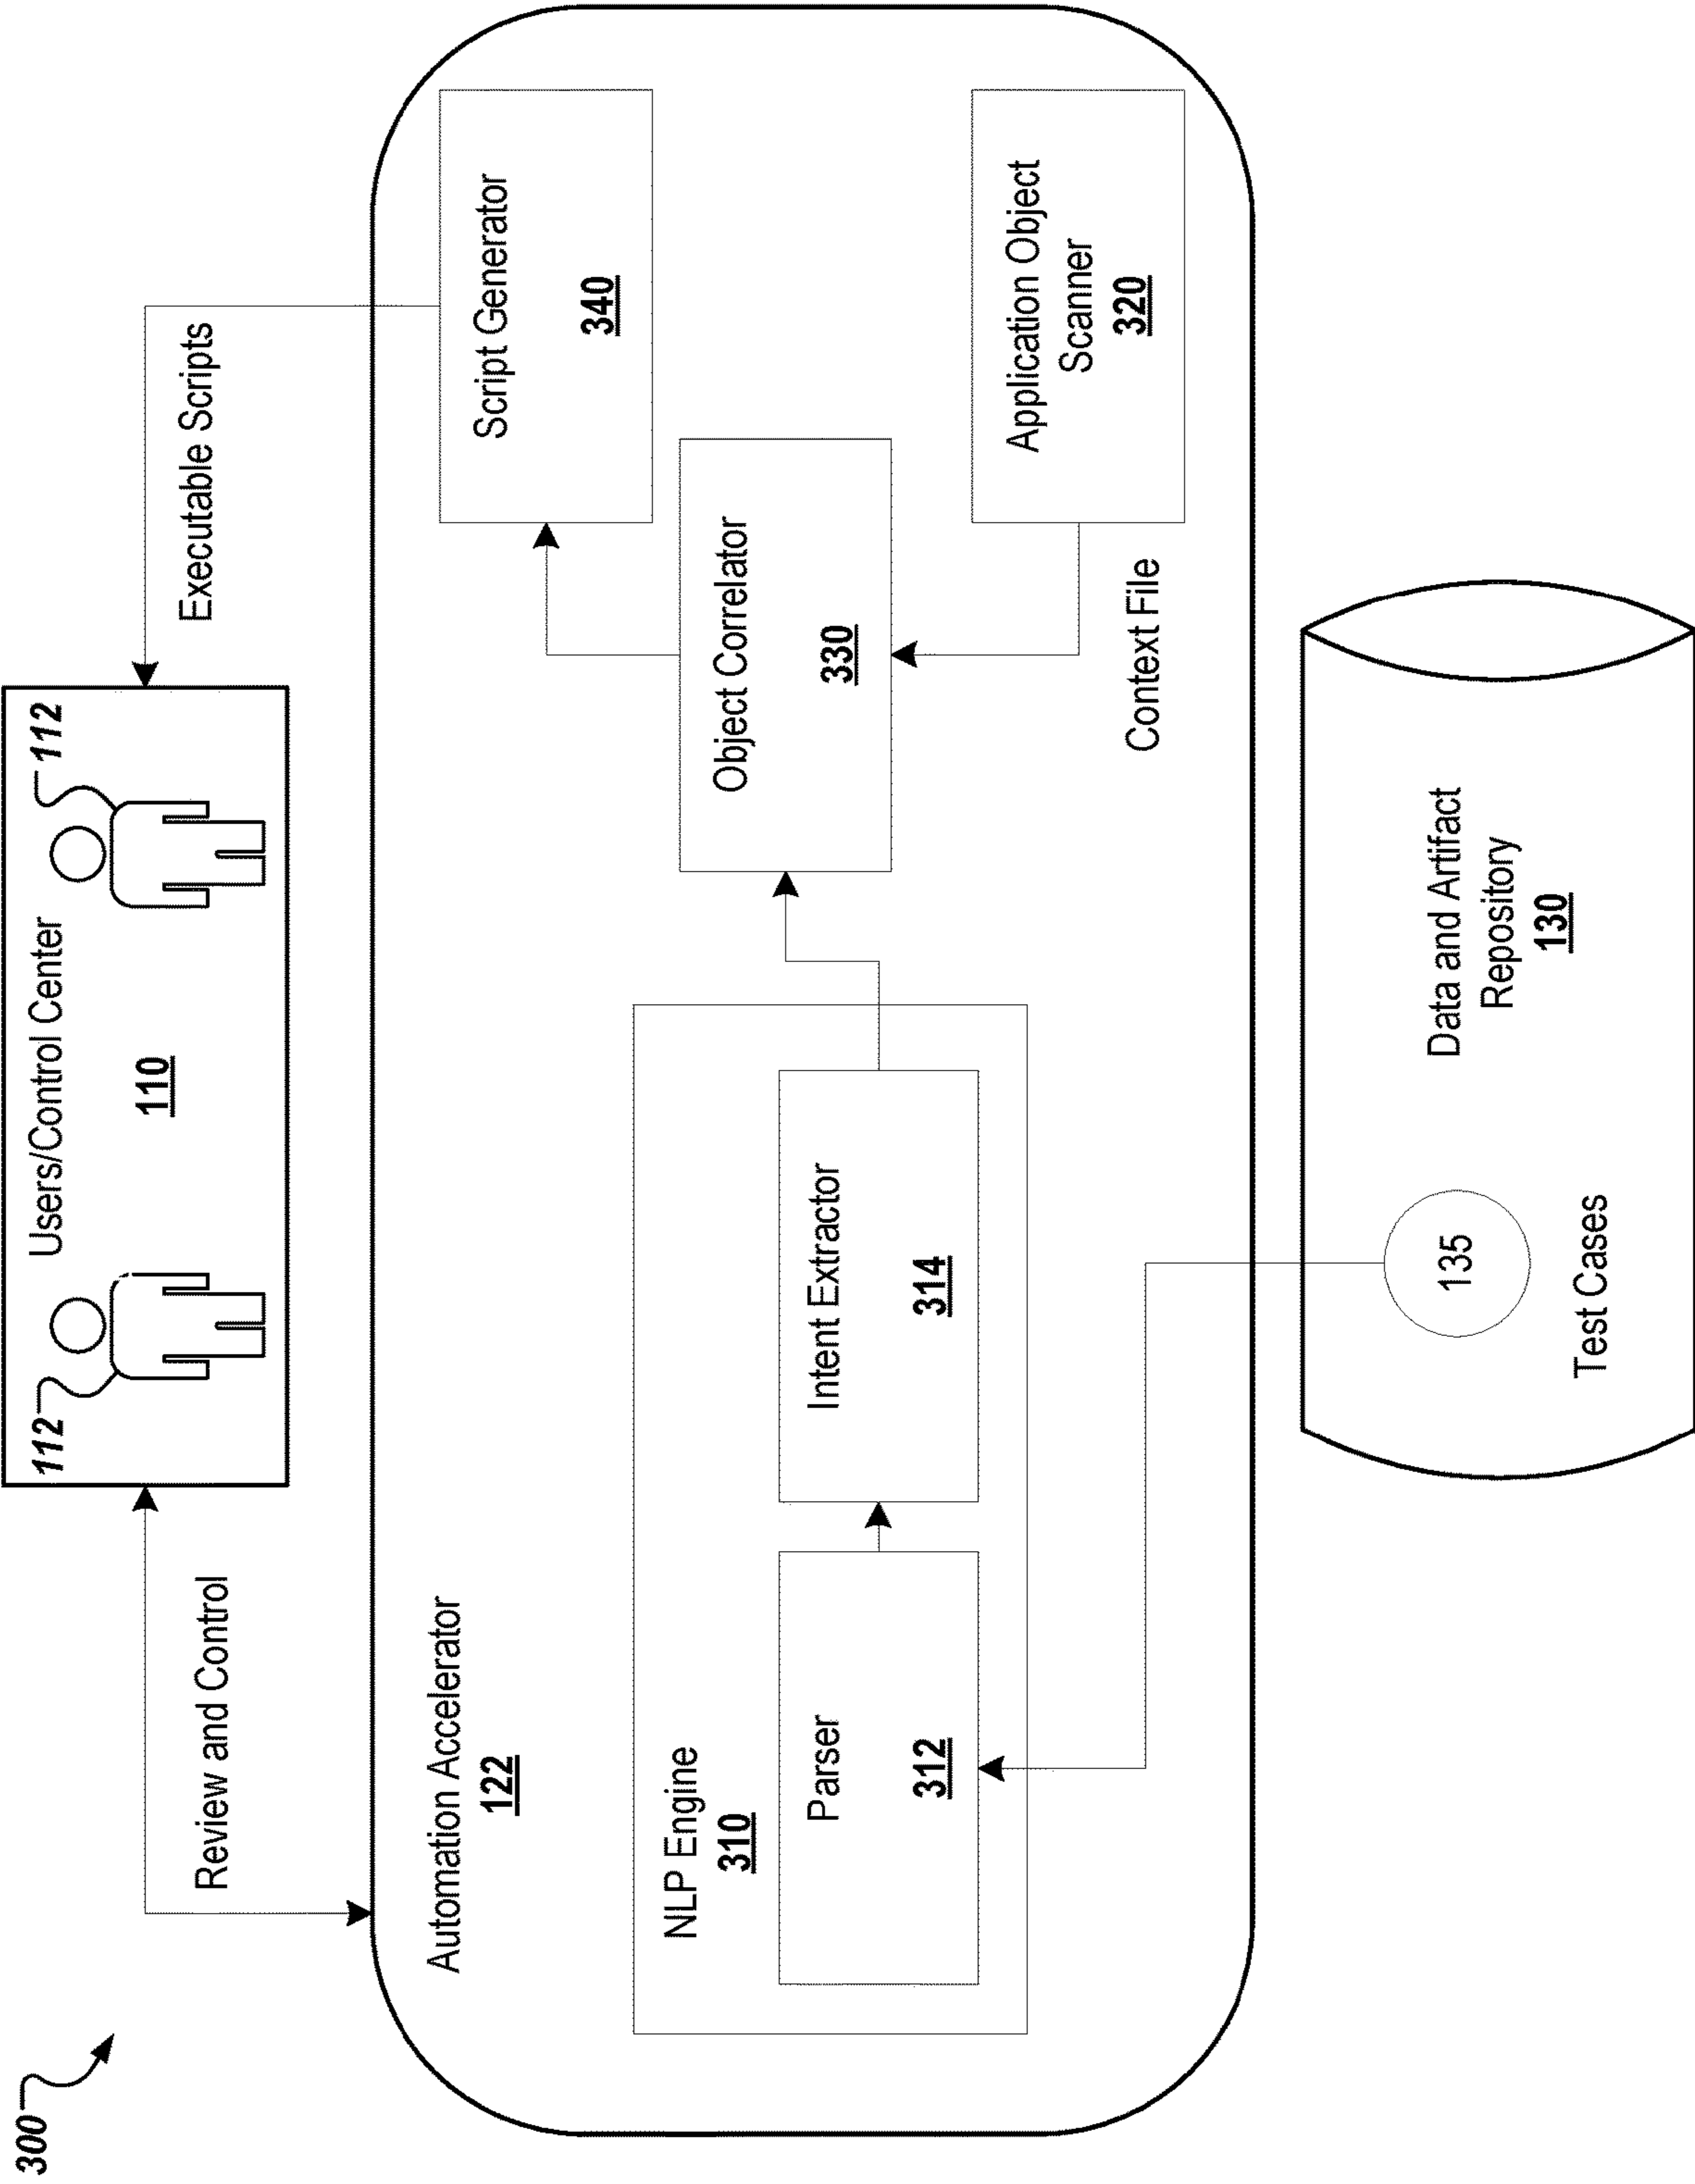 300
Users/Control Center
110
112
112
Review and Control
Executable Scripts
Automation Accelerator
122
NLP Engine
310
Parser
312
Intent Extractor
314
Object Correlator
330
Script Generator
340
Application Object
Scanner
320
Context File
135
Test Cases
Data and Artifact
Repository
130